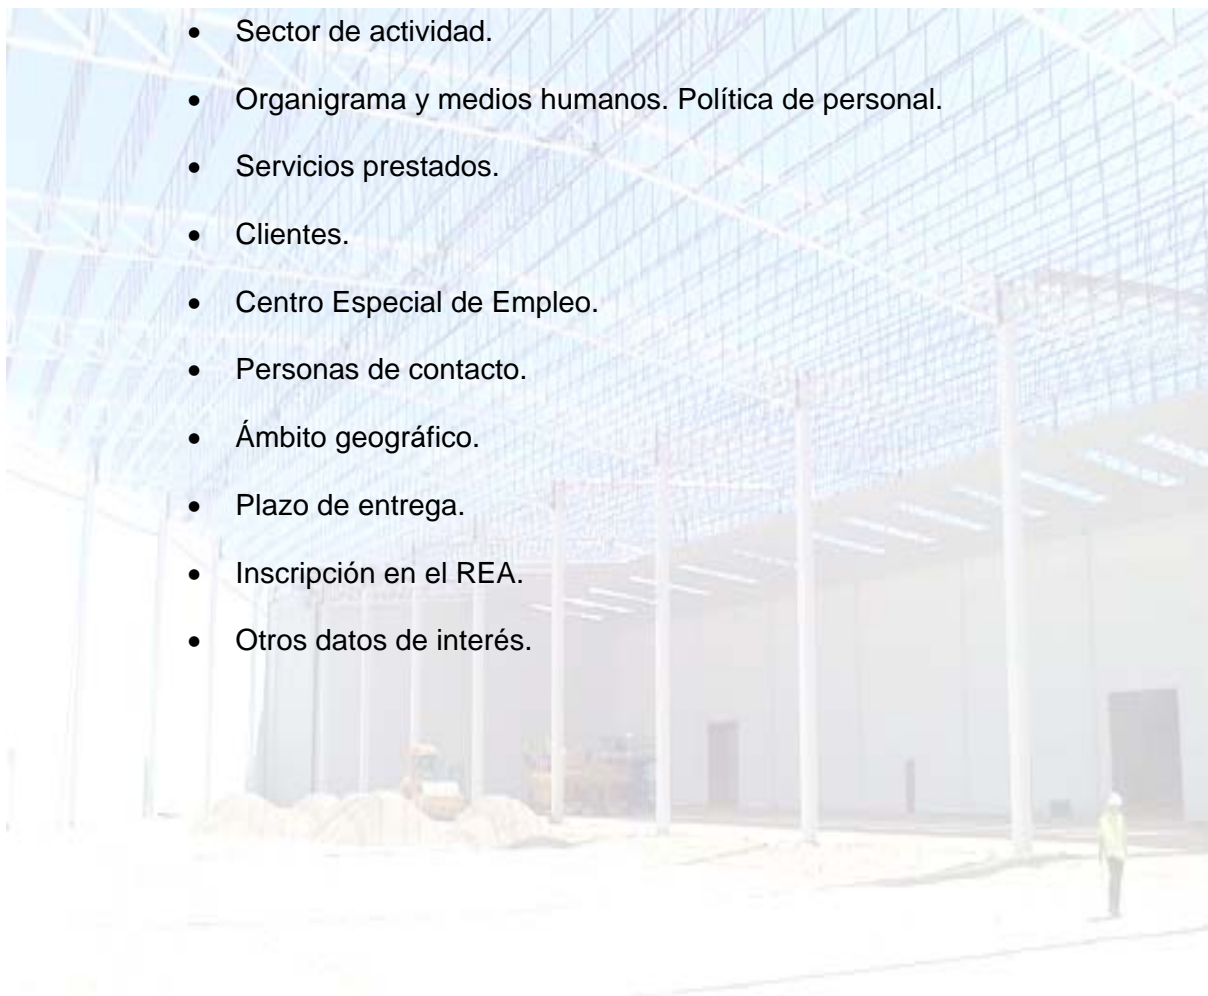 • Sector de actividad.
• Organigrama y medios humanos. Política de personal.
• Servicios prestados.
• Clientes.
• Centro Especial de Empleo.
• Personas de contacto.
• Ámbito geográfico.
• Plazo de entrega.
• Inscripción en el REA.
• Otros datos de interés.